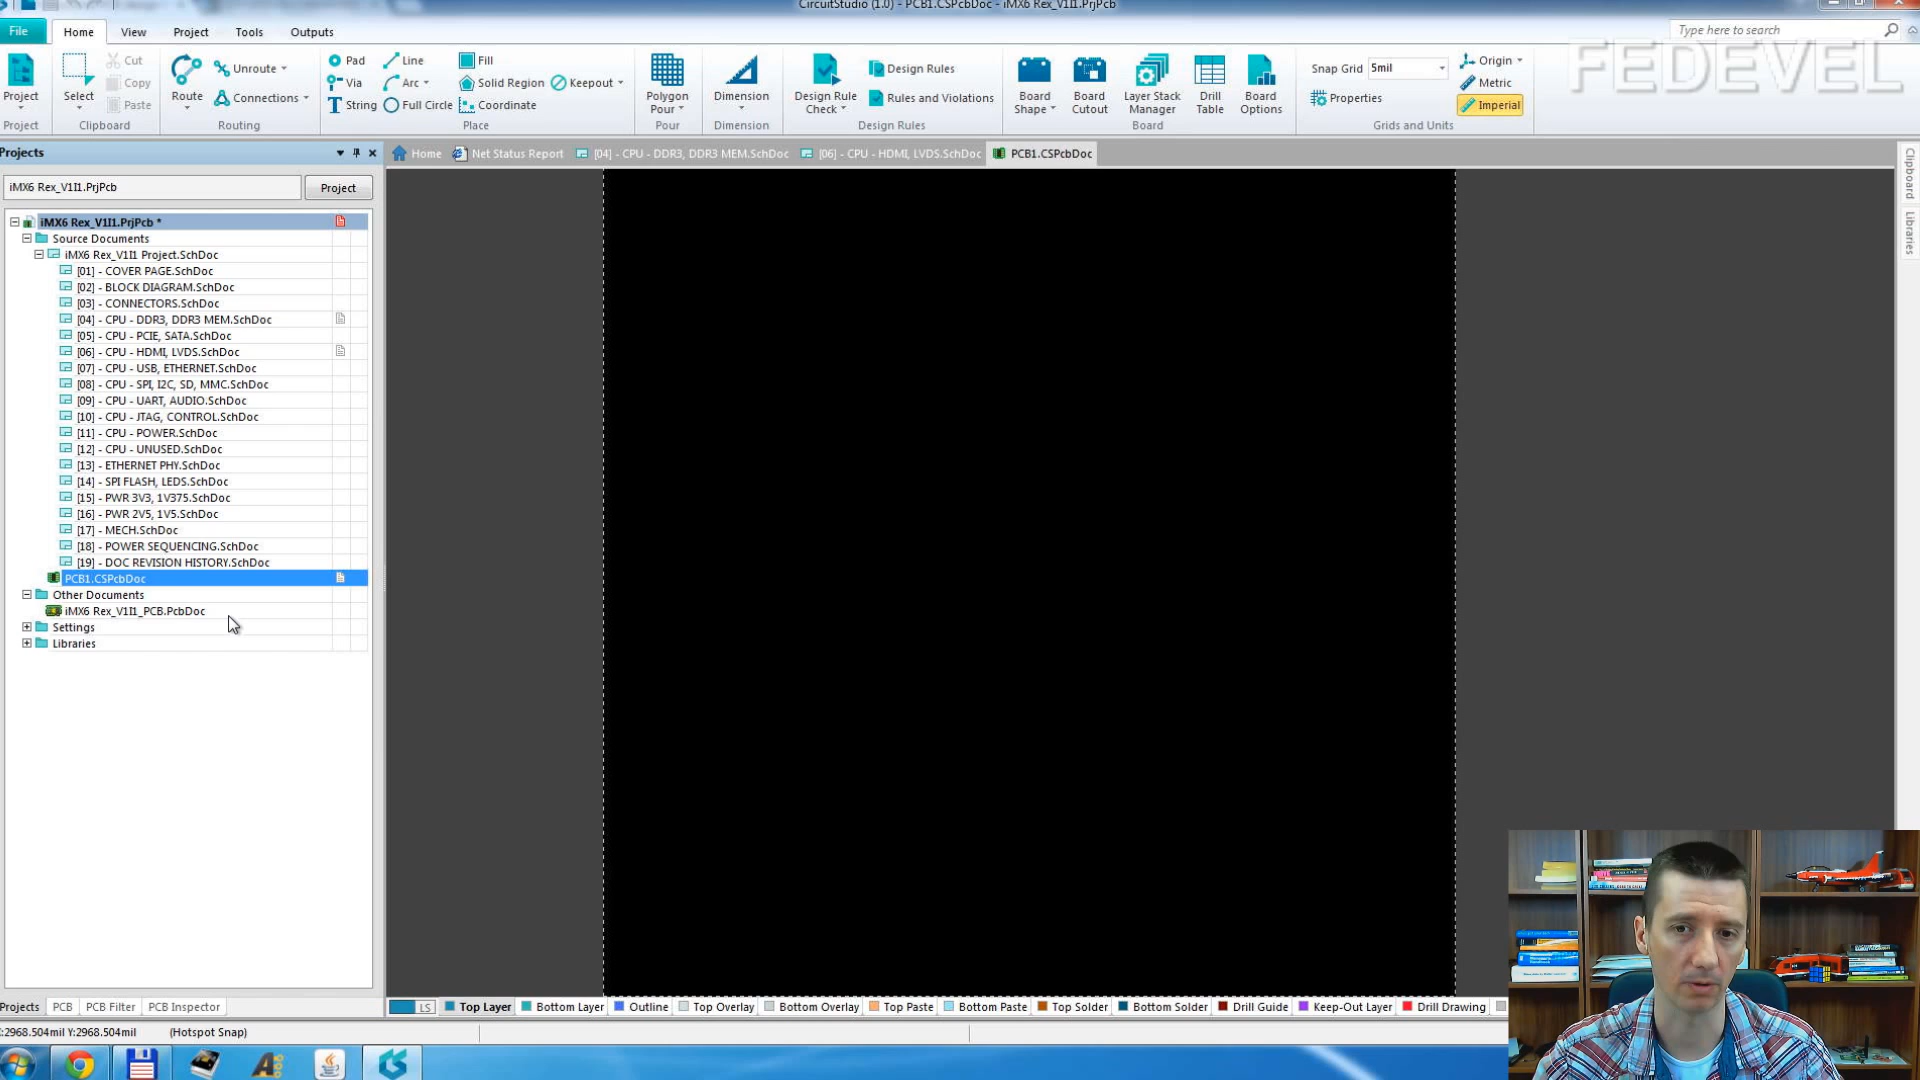 CircuitStudio (1.0) - PCB1.CSPcbDoc - iMX6 Rex_V1I1.PrjPcb
File
Home
View
Project
Tools
Outputs
Type here to search
FEDEVEL
Project
Project
Select
Cut
Copy
Paste
Clipboard
Route
Unroute
Connections
Routing
Pad
Via
String
Line
Arc
Full Circle
Fill
Solid Region
Coordinate
Keepout
Place
Polygon
Pour
Pour
Dimension
Dimension
Design Rule
Check
Design Rules
Rules and Violations
Design Rules
Board
Shape
Board
Cutout
Layer Stack
Manager
Drill
Table
Board
Options
Board
Snap Grid 5mil
Properties
Origin
Metric
Imperial
Grids and Units
Projects
Home
Net Status Report
[04] - CPU - DDR3, DDR3 MEM.SchDoc
[06] - CPU - HDMI, LVDS.SchDoc
PCB1.CSPcbDoc
Clipboard
Libraries
iMX6 Rex_V1I1.PrjPcb
Project
iMX6 Rex_V1I1.PrjPcb *
Source Documents
iMX6 Rex_V1I1 Project.SchDoc
[01] - COVER PAGE.SchDoc
[02] - BLOCK DIAGRAM.SchDoc
[03] - CONNECTORS.SchDoc
[04] - CPU - DDR3, DDR3 MEM.SchDoc
[05] - CPU - PCIE, SATA.SchDoc
[06] - CPU - HDMI, LVDS.SchDoc
[07] - CPU - USB, ETHERNET.SchDoc
[08] - CPU - SPI, I2C, SD, MMC.SchDoc
[09] - CPU - UART, AUDIO.SchDoc
[10] - CPU - JTAG, CONTROL.SchDoc
[11] - CPU - POWER.SchDoc
[12] - CPU - UNUSED.SchDoc
[13] - ETHERNET PHY.SchDoc
[14] - SPI FLASH, LEDS.SchDoc
[15] - PWR 3V3, 1V375.SchDoc
[16] - PWR 2V5, 1V5.SchDoc
[17] - MECH.SchDoc
[18] - POWER SEQUENCING.SchDoc
[19] - DOC REVISION HISTORY.SchDoc
PCB1.CSPcbDoc
Other Documents
iMX6 Rex_V1I1_PCB.PcbDoc
Settings
Libraries
Projects
PCB
PCB Filter
PCB Inspector
LS
Top Layer
Bottom Layer
Outline
Top Overlay
Bottom Overlay
Top Paste
Bottom Paste
Top Solder
Bottom Solder
Drill Guide
Keep-Out Layer
Drill Drawing
:2968.504mil Y:2968.504mil
(Hotspot Snap)